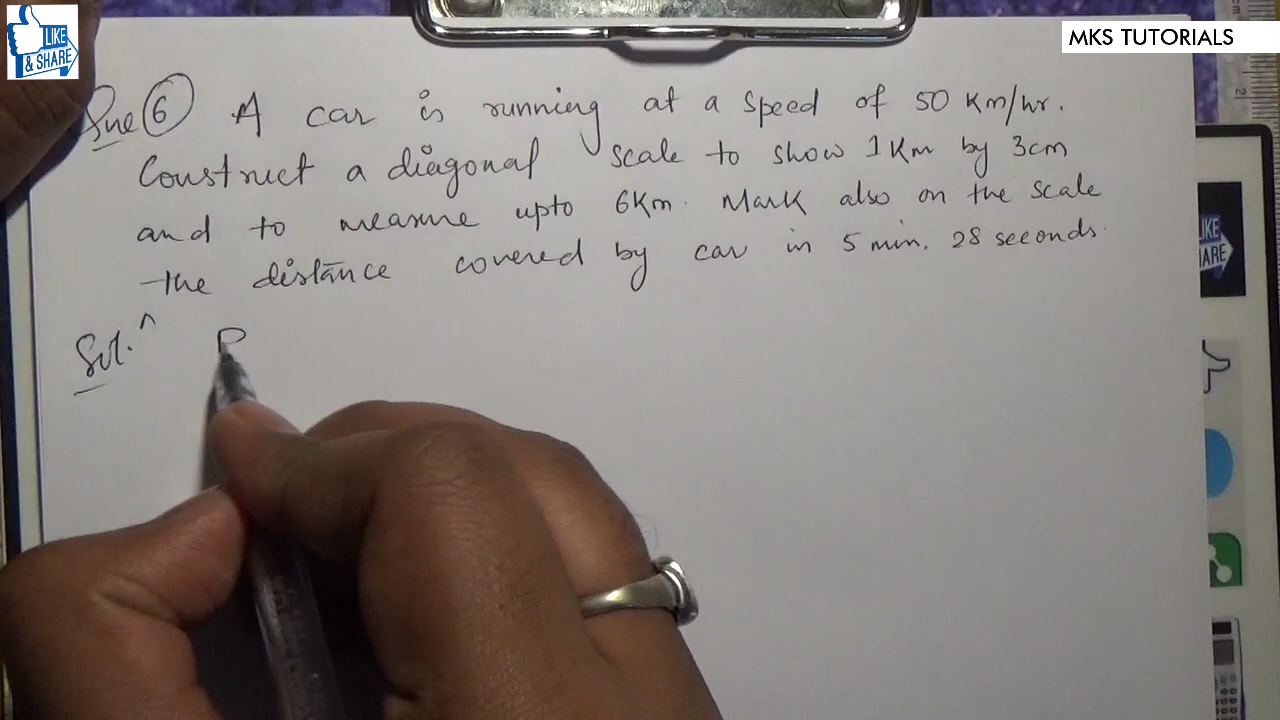 LIKE
& SHARE
MKS TUTORIALS
Que 6 A car is running at a speed of 50 Km/hr.
Construct a diagonal scale to show 1Km by 3cm
and to measure upto 6Km. Mark also on the scale
the distance covered by car in 5 min. 28 seconds.
Sol.n